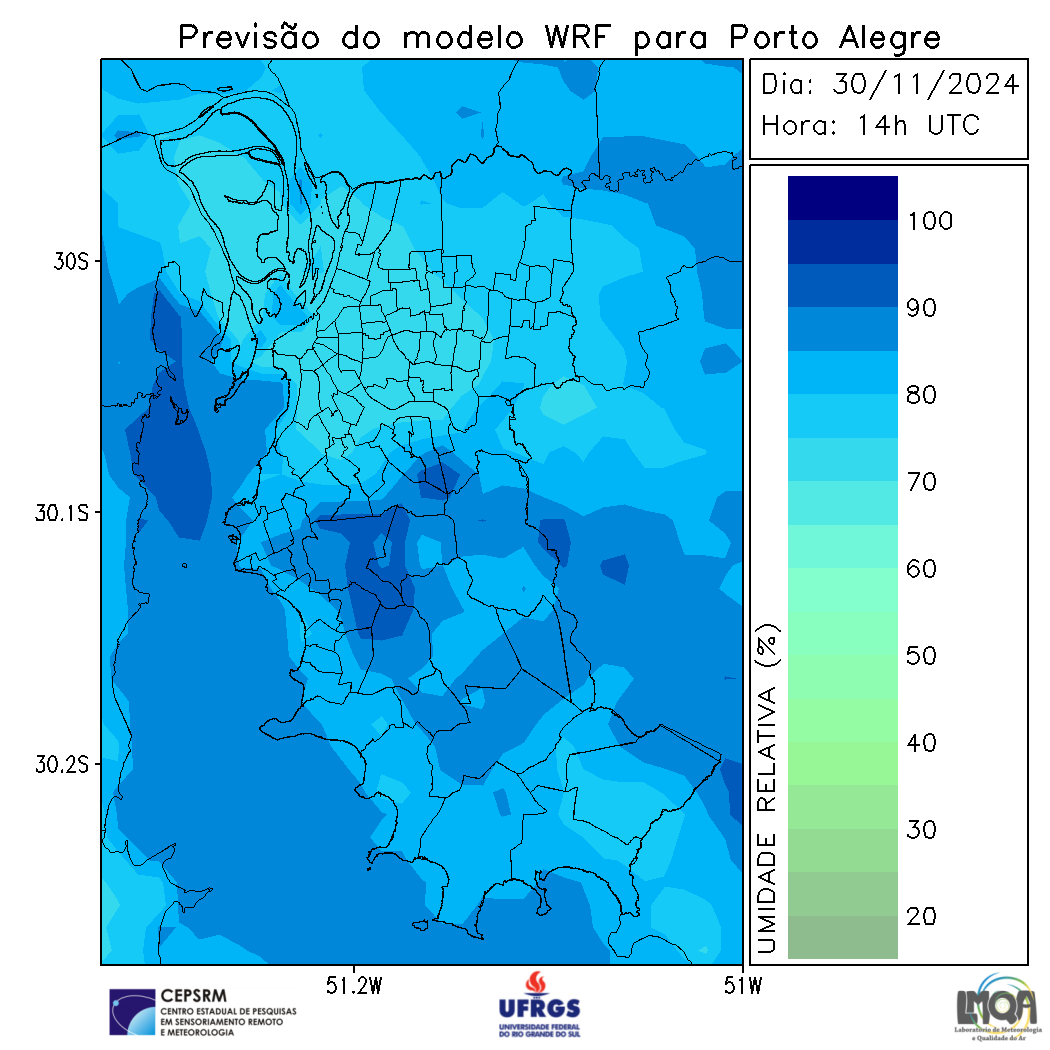 Previsão do modelo WRF para Porto Alegre
Dia: 30/11/2024
Hora: 14h UTC
30S
30.1S
30.2S
51.2W
51W
UMIDADE RELATIVA (%)
100
90
80
70
60
50
40
30
20
CEPSRM
CENTRO ESTADUAL DE PESQUISAS
EM SENSORIAMENTO REMOTO
E METEOROLOGIA
UFRGS
UNIVERSIDADE FEDERAL
DO RIO GRANDE DO SUL
LMQA
Laboratório de Meteorologia
e Qualidade do Ar